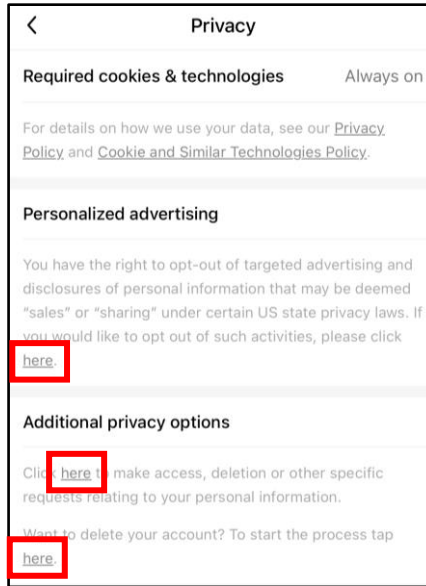 Privacy
Required cookies & technologies Always on
For details on how we use your data, see our Privacy
Policy and Cookie and Similar Technologies Policy.
Personalized advertising
You have the right to opt-out of targeted advertising and
disclosures of personal information that may be deemed
“sales” or “sharing” under certain US state privacy laws. If
you would like to opt out of such activities, please click
here.
Additional privacy options
Click here to make access, deletion or other specific
requests relating to your personal information.
Want to delete your account? To start the process tap
here.